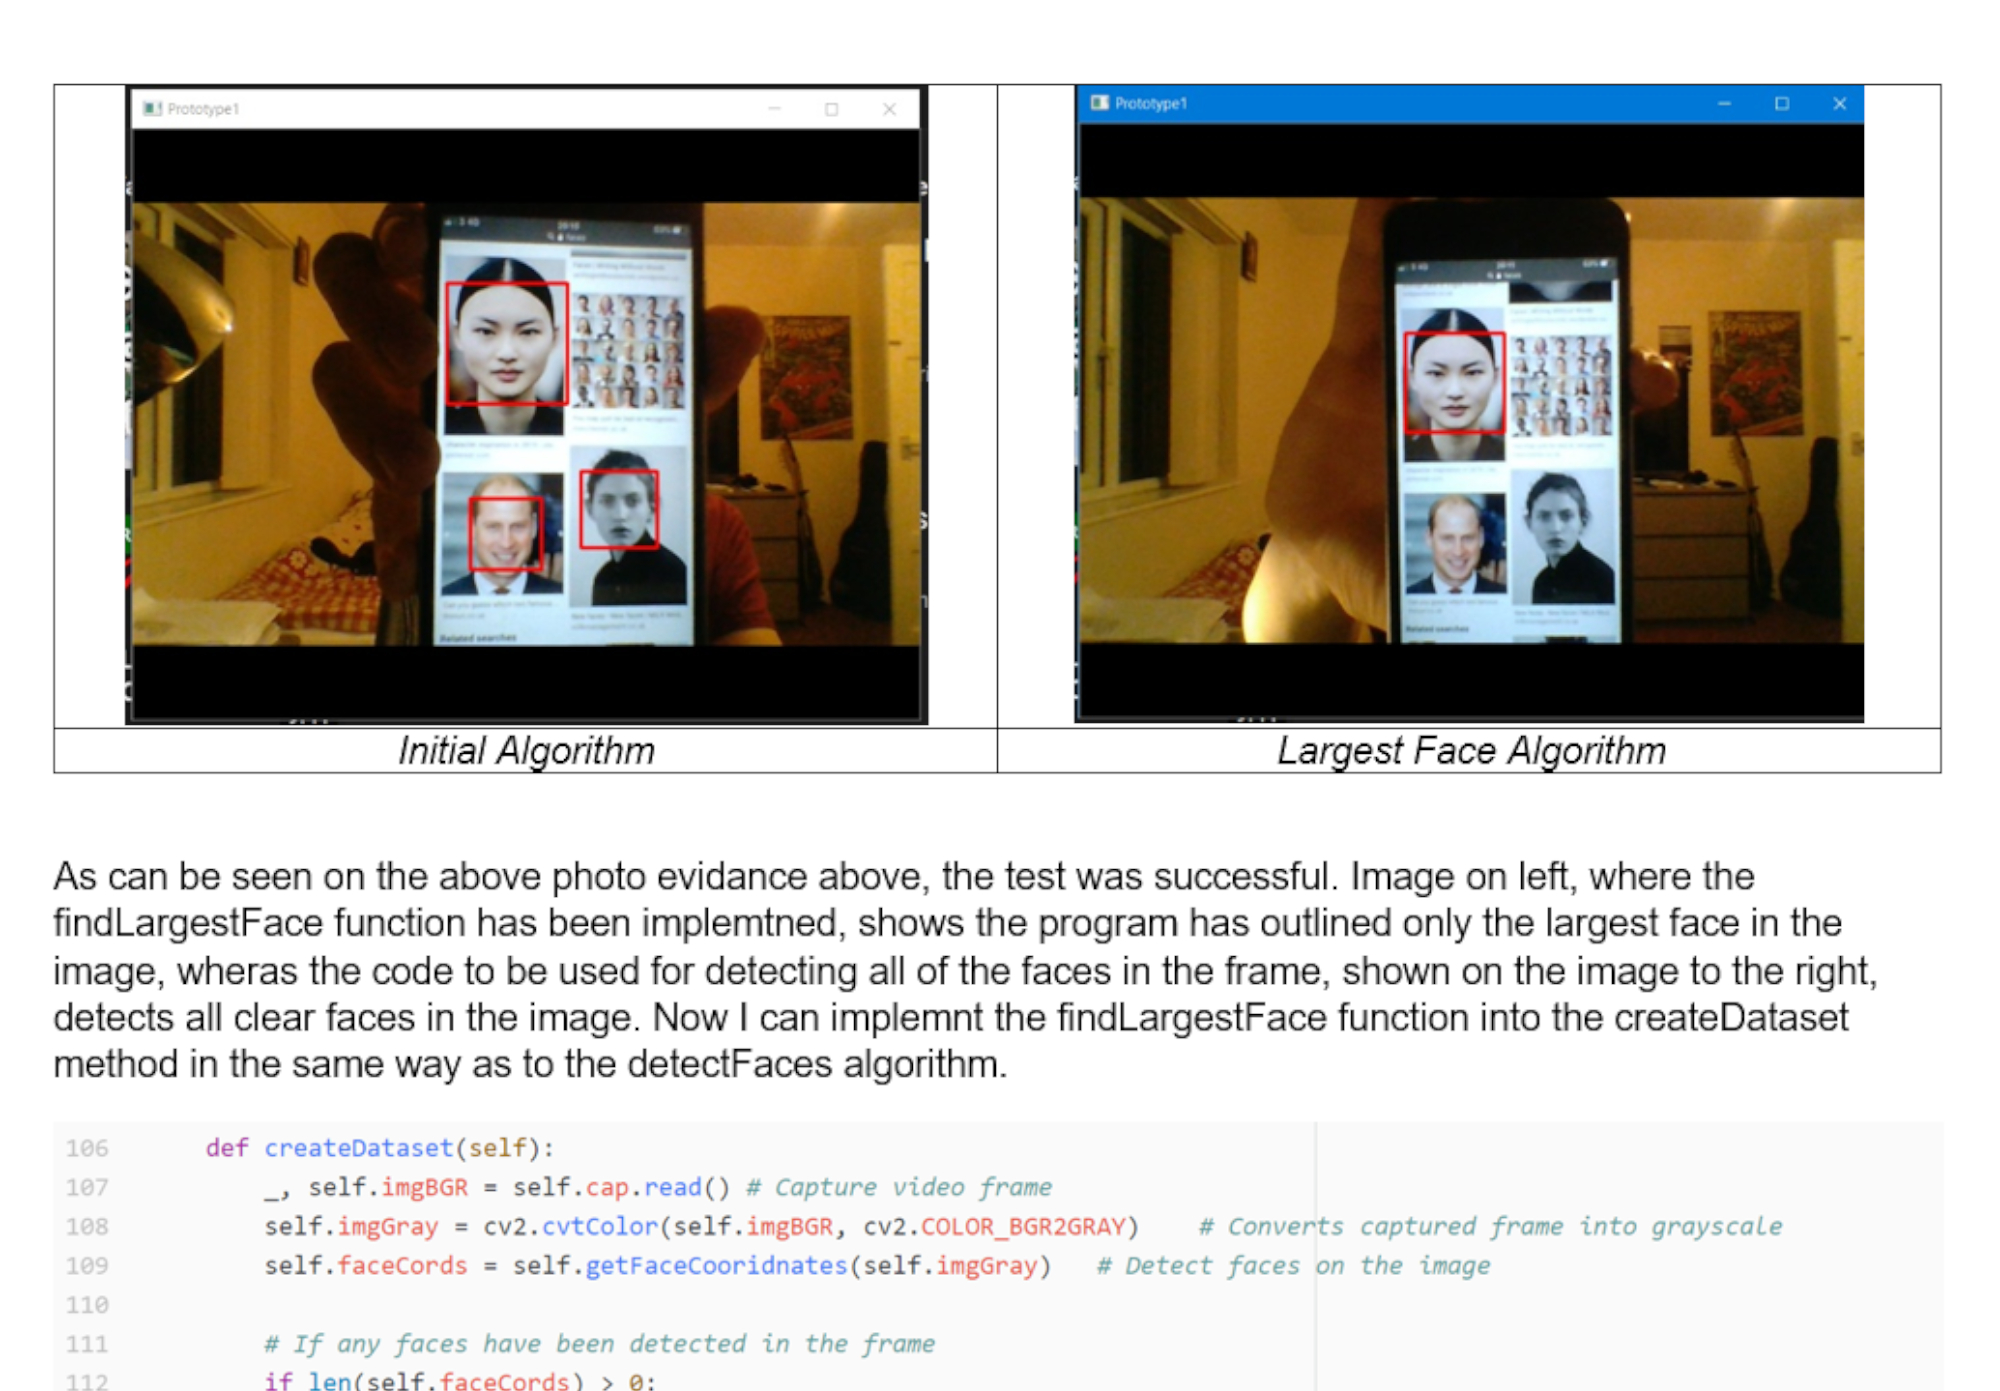 Prototype1
Prototype1
Related searches
Related searches
Initial Algorithm
Largest Face Algorithm
As can be seen on the above photo evidance above, the test was successful. Image on left, where the
findLargestFace function has been implemtned, shows the program has outlined only the largest face in the
image, wheras the code to be used for detecting all of the faces in the frame, shown on the image to the right,
detects all clear faces in the image. Now I can implemnt the findLargestFace function into the createDataset
method in the same way as to the detectFaces algorithm.
106 def createDataset(self):
107 _, self.imgBGR = self.cap.read() # Capture video frame
108 self.imgGray = cv2.cvtColor(self.imgBGR, cv2.COLOR_BGR2GRAY) # Converts captured frame into grayscale
109 self.faceCords = self.getFaceCooridnates(self.imgGray) # Detect faces on the image
110
111 # If any faces have been detected in the frame
112 if len(self.faceCords) > 0: